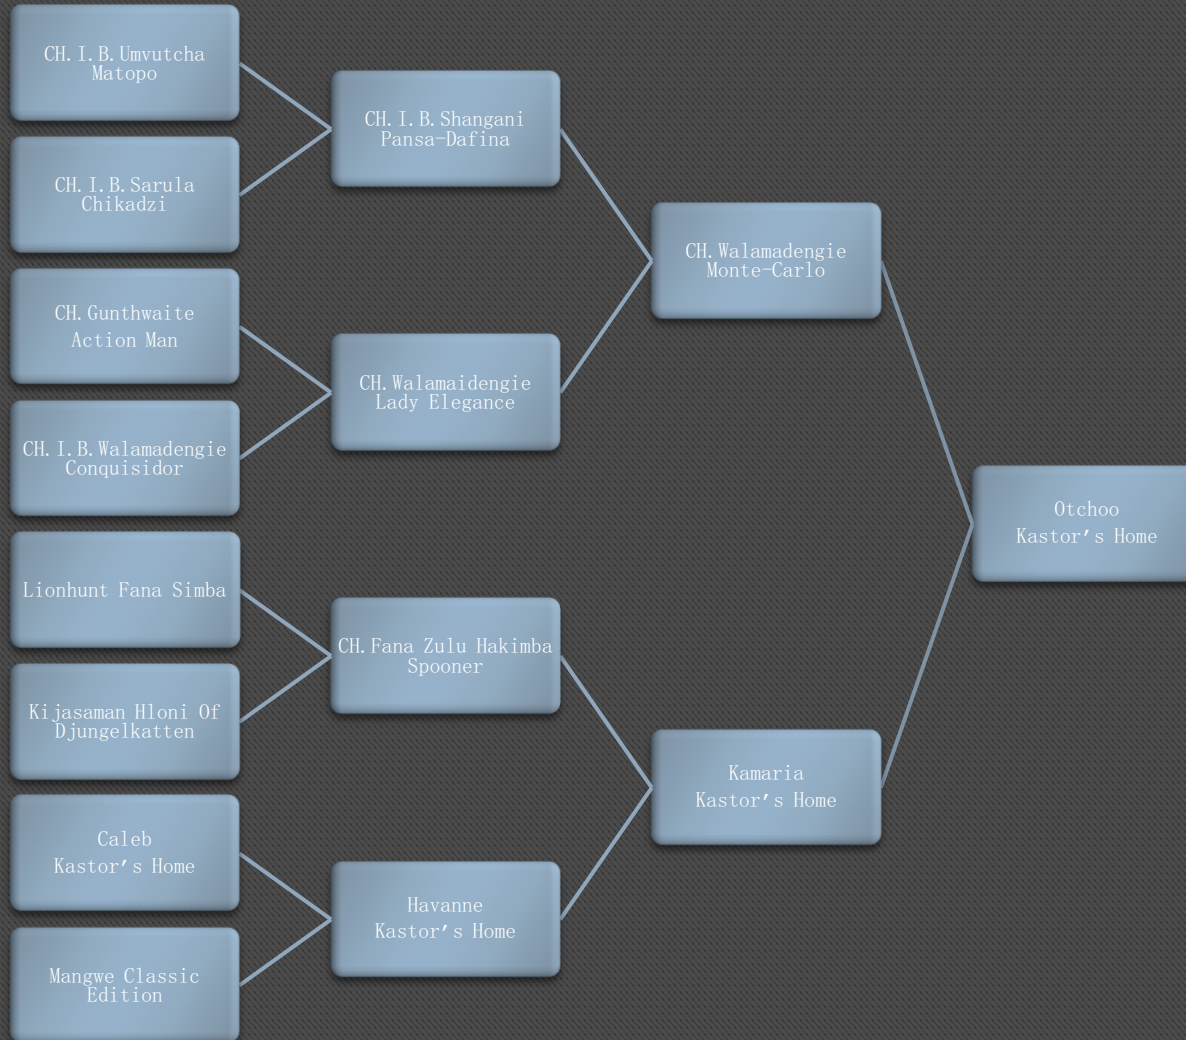 CH.I.B.Umvutcha
Matopo
CH.I.B.Sarula
Chikadzi
CH.Gunthwaite
Action Man
CH.I.B.Walamadengie
Conquisidor
Lionhunt Fana Simba
Kijasaman Hloni Of
Djungelkatten
Caleb
Kastor's Home
Mangwe Classic
Edition
CH.I.B.Shangani
Pansa-Dafina
CH.Walamaidengie
Lady Elegance
CH.Fana Zulu Hakimba
Spooner
Havanne
Kastor's Home
CH.Walamadengie
Monte-Carlo
Kamaria
Kastor's Home
Otchoo
Kastor's Home